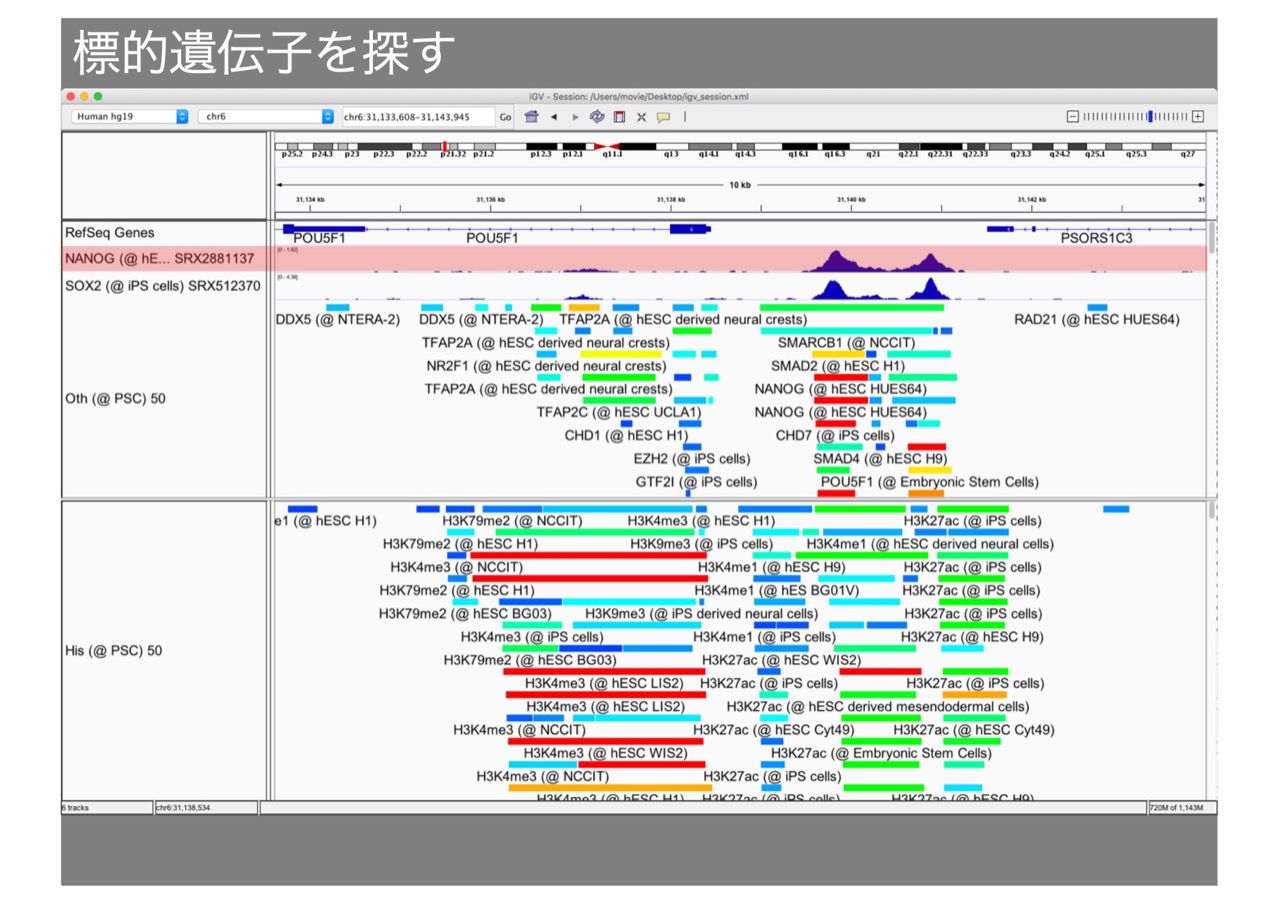 標的遺伝子を探す
IGV - Session: /Users/movie/Desktop/igv_session.xml
Human hg19 chr6 chr6:31,133,608-31,143,945 Go
p25.2 p24.3 p23 p22.3 p22.2 p21.32 p21.2 p12.3 p12.1 q11.1 q13 q14.1 q14.3 q16.1 q16.3 q21 q22.1 q22.31 q22.33 q23.3 q24.2 q25.1 q25.3 q27
10 kb
31,134 kb 31,136 kb 31,138 kb 31,140 kb 31,142 kb 31
RefSeq Genes
POU5F1 POU5F1 PSORS1C3
[0 - 1.82]
NANOG (@ hE... SRX2881137
[0 - 4.38]
SOX2 (@ iPS cells) SRX512370
DDX5 (@ NTERA-2) DDX5 (@ NTERA-2) TFAP2A (@ hESC derived neural crests) RAD21 (@ hESC HUES64)
TFAP2A (@ hESC derived neural crests) SMARCB1 (@ NCCIT)
NR2F1 (@ hESC derived neural crests) SMAD2 (@ hESC H1)
TFAP2A (@ hESC derived neural crests) NANOG (@ hESC HUES64)
Oth (@ PSC) 50
TFAP2C (@ hESC UCLA1) NANOG (@ hESC HUES64)
CHD1 (@ hESC H1) CHD7 (@ iPS cells)
EZH2 (@ iPS cells) SMAD4 (@ hESC H9)
GTF2I (@ iPS cells) POU5F1 (@ Embryonic Stem Cells)
e1 (@ hESC H1) H3K79me2 (@ NCCIT) H3K4me3 (@ hESC H1) H3K27ac (@ iPS cells)
H3K79me2 (@ hESC H1) H3K9me3 (@ iPS cells) H3K4me1 (@ hESC derived neural cells)
H3K4me3 (@ NCCIT) H3K4me1 (@ hESC H9) H3K27ac (@ iPS cells)
H3K79me2 (@ hESC H1) H3K4me1 (@ hES BG01V) H3K27ac (@ iPS cells)
H3K79me2 (@ hESC BG03) H3K9me3 (@ iPS derived neural cells) H3K27ac (@ iPS cells)
H3K4me3 (@ iPS cells) H3K4me1 (@ iPS cells) H3K27ac (@ hESC H9)
His (@ PSC) 50
H3K79me2 (@ hESC BG03) H3K27ac (@ hESC WIS2)
H3K4me3 (@ hESC LIS2) H3K27ac (@ iPS cells) H3K27ac (@ iPS cells)
H3K4me3 (@ hESC LIS2) H3K27ac (@ hESC derived mesendodermal cells)
H3K4me3 (@ NCCIT) H3K27ac (@ hESC Cyt49) H3K27ac (@ hESC Cyt49)
H3K4me3 (@ hESC WIS2) H3K27ac (@ Embryonic Stem Cells)
H3K4me3 (@ NCCIT) H3K27ac (@ iPS cells)
H3K4me3 (@ hESC H1) H3K27ac (@ iPS cells) H3K27ac (@ hESC H9)
6 tracks chr6:31,138,534 720M of 1,143M